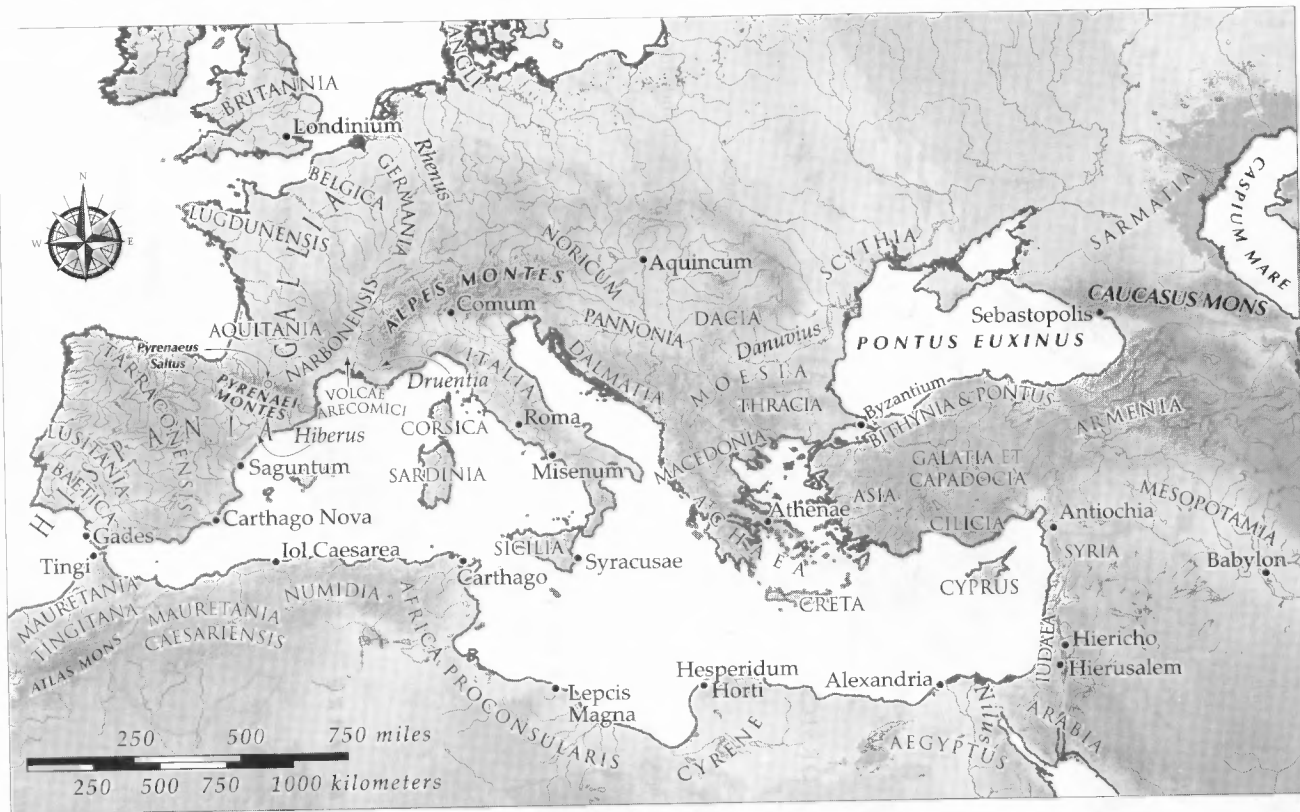 ANGLI
BRITANNIA
Londinium
Rhenus
BELGICA
GERMANIA
LUGDUNENSIS
GALLIA
N
W
E
S
NORICUM
Aquincum
SCYTHIA
SARMATIA
CASPIUM MARE
ALPES MONTES
Comum
PANNONIA
DACIA
Danuvius
Sebastopolis
CAUCASUS MONS
PONTUS EUXINUS
AQUITANIA
NARBONENSIS
Pyrenaeus
Saltus
PYRENAEI
MONTES
VOLCAE
ARECOMICI
Druentia
ITALIA
DALMATIA
MOESIA
THRACIA
Byzantium
BITHYNIA & PONTUS
ARMENIA
TARRACONENSIS
HISPANIA
LUSITANIA
BAETICA
Hiberus
Saguntum
CORSICA
Roma
SARDINIA
Misenum
MACEDONIA
ACHAEA
Athenae
ASIA
GALATIA ET
CAPADOCIA
CILICIA
Antiochia
MESOPOTAMIA
SYRIA
Babylon
Carthago Nova
Gades
Tingi
Iol Caesarea
Carthago
SICILIA
Syracusae
CRETA
CYPRUS
MAURETANIA
TINGITANA
MAURETANIA
CAESARIENSIS
NUMIDIA
AFRICA PROCONSULARIS
ATLAS MONS
Lepcis
Magna
Hesperidum
Horti
Alexandria
IUDAEA
Hiericho
Hierusalem
Nilus
ARABIA
AEGYPTUS
CYRENE
250 500 750 miles
250 500 750 1000 kilometers